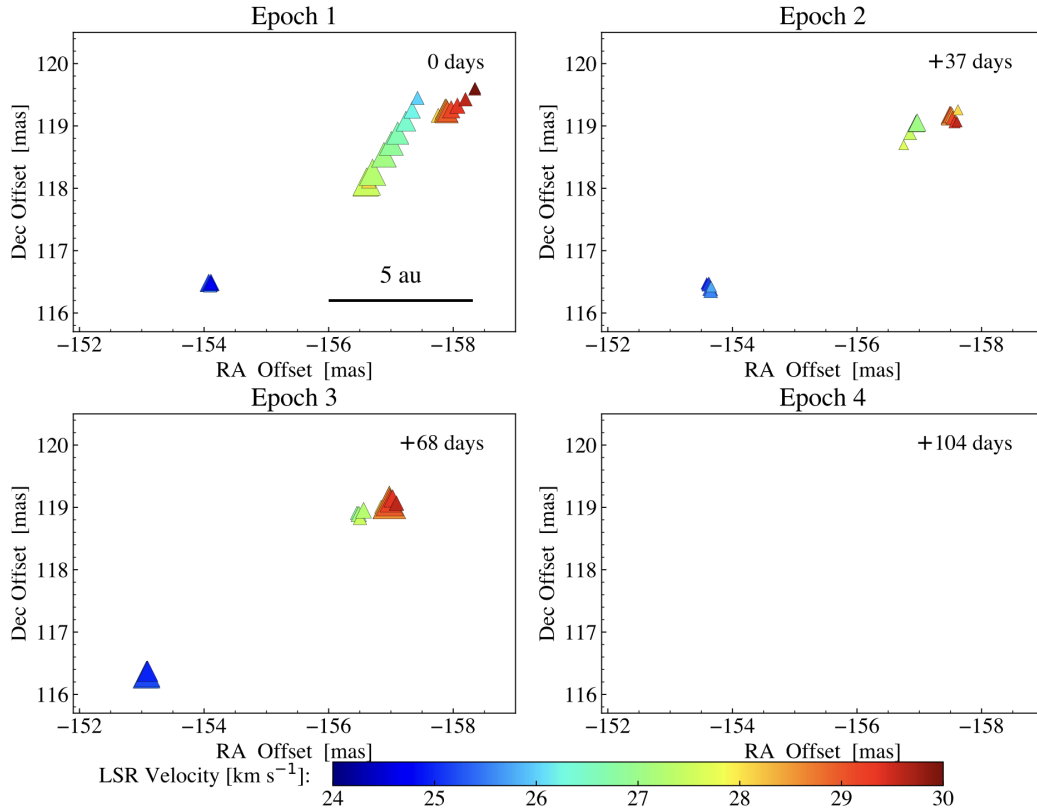 Epoch 1
Epoch 2
0 days
+37 days
120
119
118
117
116
Dec Offset [mas]
5 au
−152
−154
−156
−158
RA Offset [mas]
120
119
118
117
116
Dec Offset [mas]
−152
−154
−156
−158
RA Offset [mas]
Epoch 3
Epoch 4
+68 days
+104 days
120
119
118
117
116
Dec Offset [mas]
−152
−154
−156
−158
RA Offset [mas]
120
119
118
117
116
Dec Offset [mas]
−152
−154
−156
−158
RA Offset [mas]
LSR Velocity [km s⁻¹]:
24
25
26
27
28
29
30